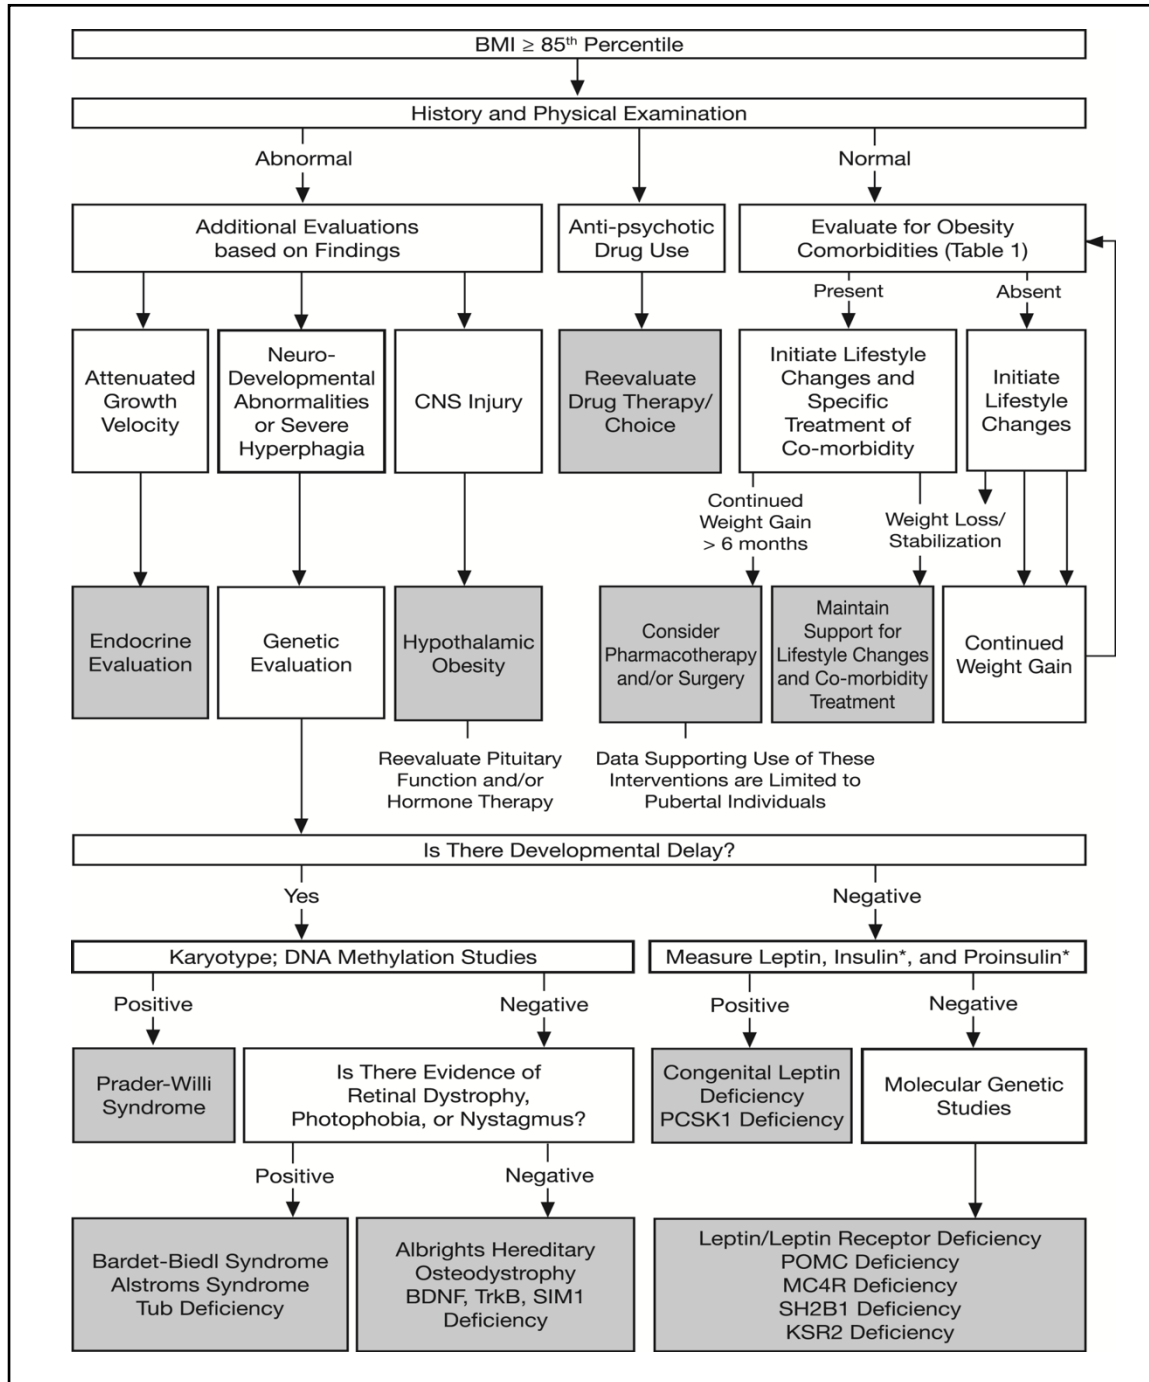 BMI ≥ 85th Percentile
History and Physical Examination
Abnormal
Normal
Additional Evaluations
based on Findings
Anti-psychotic
Drug Use
Evaluate for Obesity
Comorbidities (Table 1)
Present
Absent
Attenuated
Growth
Velocity
Neuro-
Developmental
Abnormalities
or Severe
Hyperphagia
CNS Injury
Reevaluate
Drug Therapy/
Choice
Initiate Lifestyle
Changes and
Specific
Treatment of
Co-morbidity
Initiate
Lifestyle
Changes
Continued
Weight Gain
> 6 months
Weight Loss/
Stabilization
Endocrine
Evaluation
Genetic
Evaluation
Hypothalamic
Obesity
Consider
Pharmacotherapy
and/or Surgery
Maintain
Support for
Lifestyle Changes
and Co-morbidity
Treatment
Continued
Weight Gain
Reevaluate Pituitary
Function and/or
Hormone Therapy
Data Supporting Use of These
Interventions are Limited to
Pubertal Individuals
Is There Developmental Delay?
Yes
Negative
Karyotype; DNA Methylation Studies
Measure Leptin, Insulin*, and Proinsulin*
Positive
Negative
Positive
Negative
Prader-Willi
Syndrome
Is There Evidence of
Retinal Dystrophy,
Photophobia, or Nystagmus?
Congenital Leptin
Deficiency
PCSK1 Deficiency
Molecular Genetic
Studies
Positive
Negative
Bardet-Biedl Syndrome
Alstroms Syndrome
Tub Deficiency
Albrights Hereditary
Osteodystrophy
BDNF, TrkB, SIM1
Deficiency
Leptin/Leptin Receptor Deficiency
POMC Deficiency
MC4R Deficiency
SH2B1 Deficiency
KSR2 Deficiency